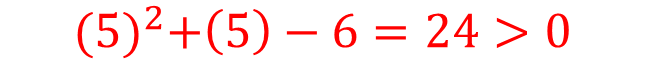 (5)²+(5) − 6 = 24 > 0